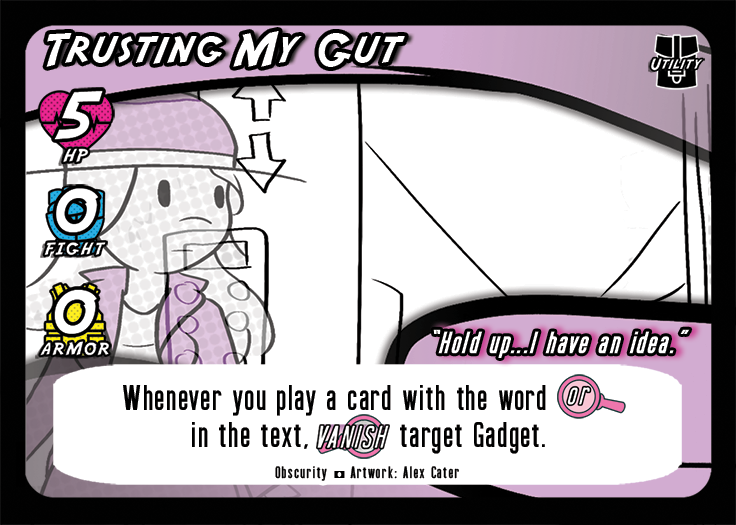 Trusting My Gut
Utility
5
HP
0
Fight
0
Armor
"Hold up...I have an idea."
Whenever you play a card with the word or
in the text, VANISH target Gadget.
Obscurity Artwork: Alex Cater